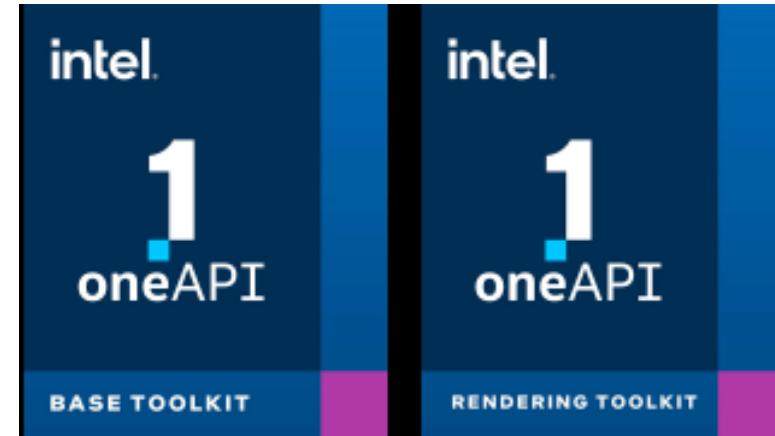 intel.
1
oneAPI
BASE TOOLKIT
intel.
1
oneAPI
RENDERING TOOLKIT